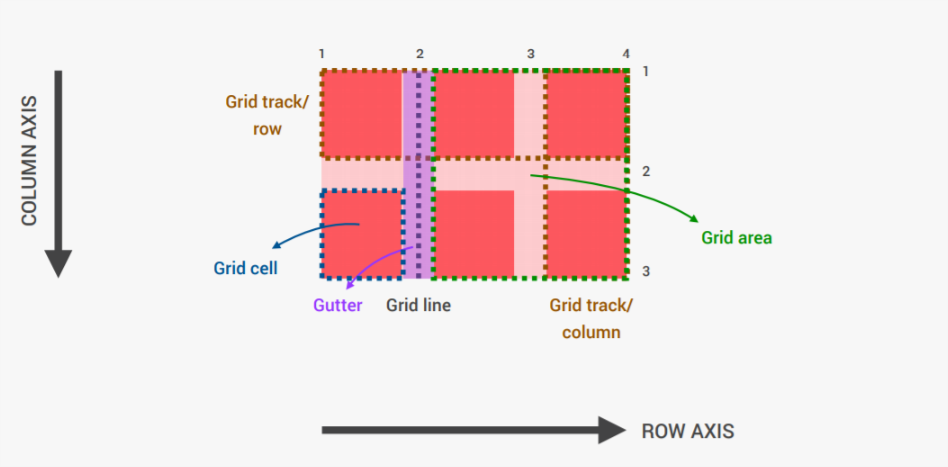 1 2 3 4
1
Grid track/
row
2
COLUMN AXIS
Grid area
Grid cell
3
Gutter
Grid line
Grid track/
column
ROW AXIS